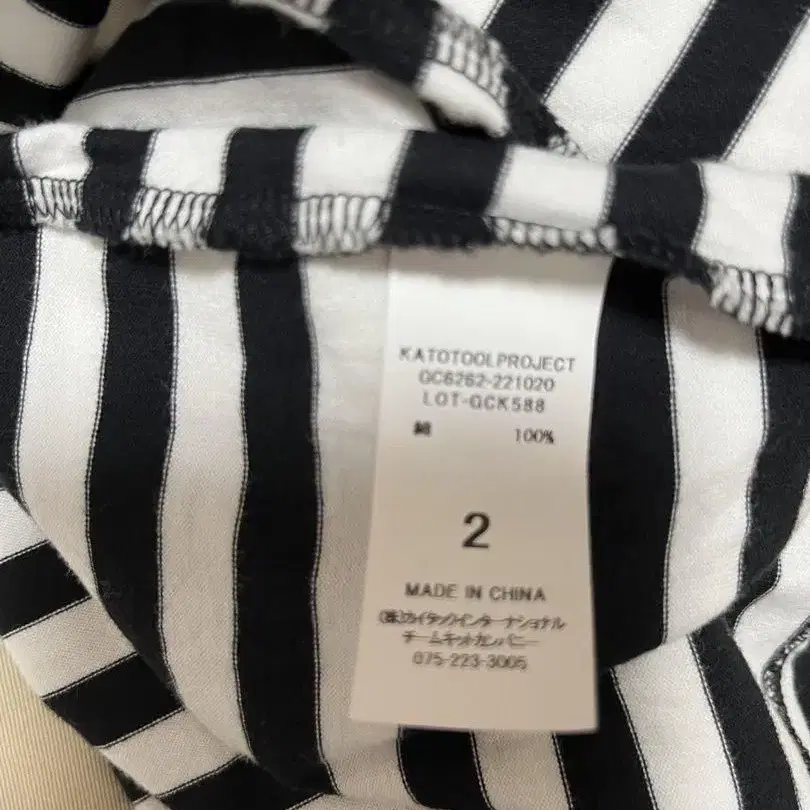 KATOTOOLPROJECT
GC6262-221020
LOT-GCK588
綿 100%
2
MADE IN CHINA
(株)カイタックインターナショナル
チームキットカンパニー
075-223-3005